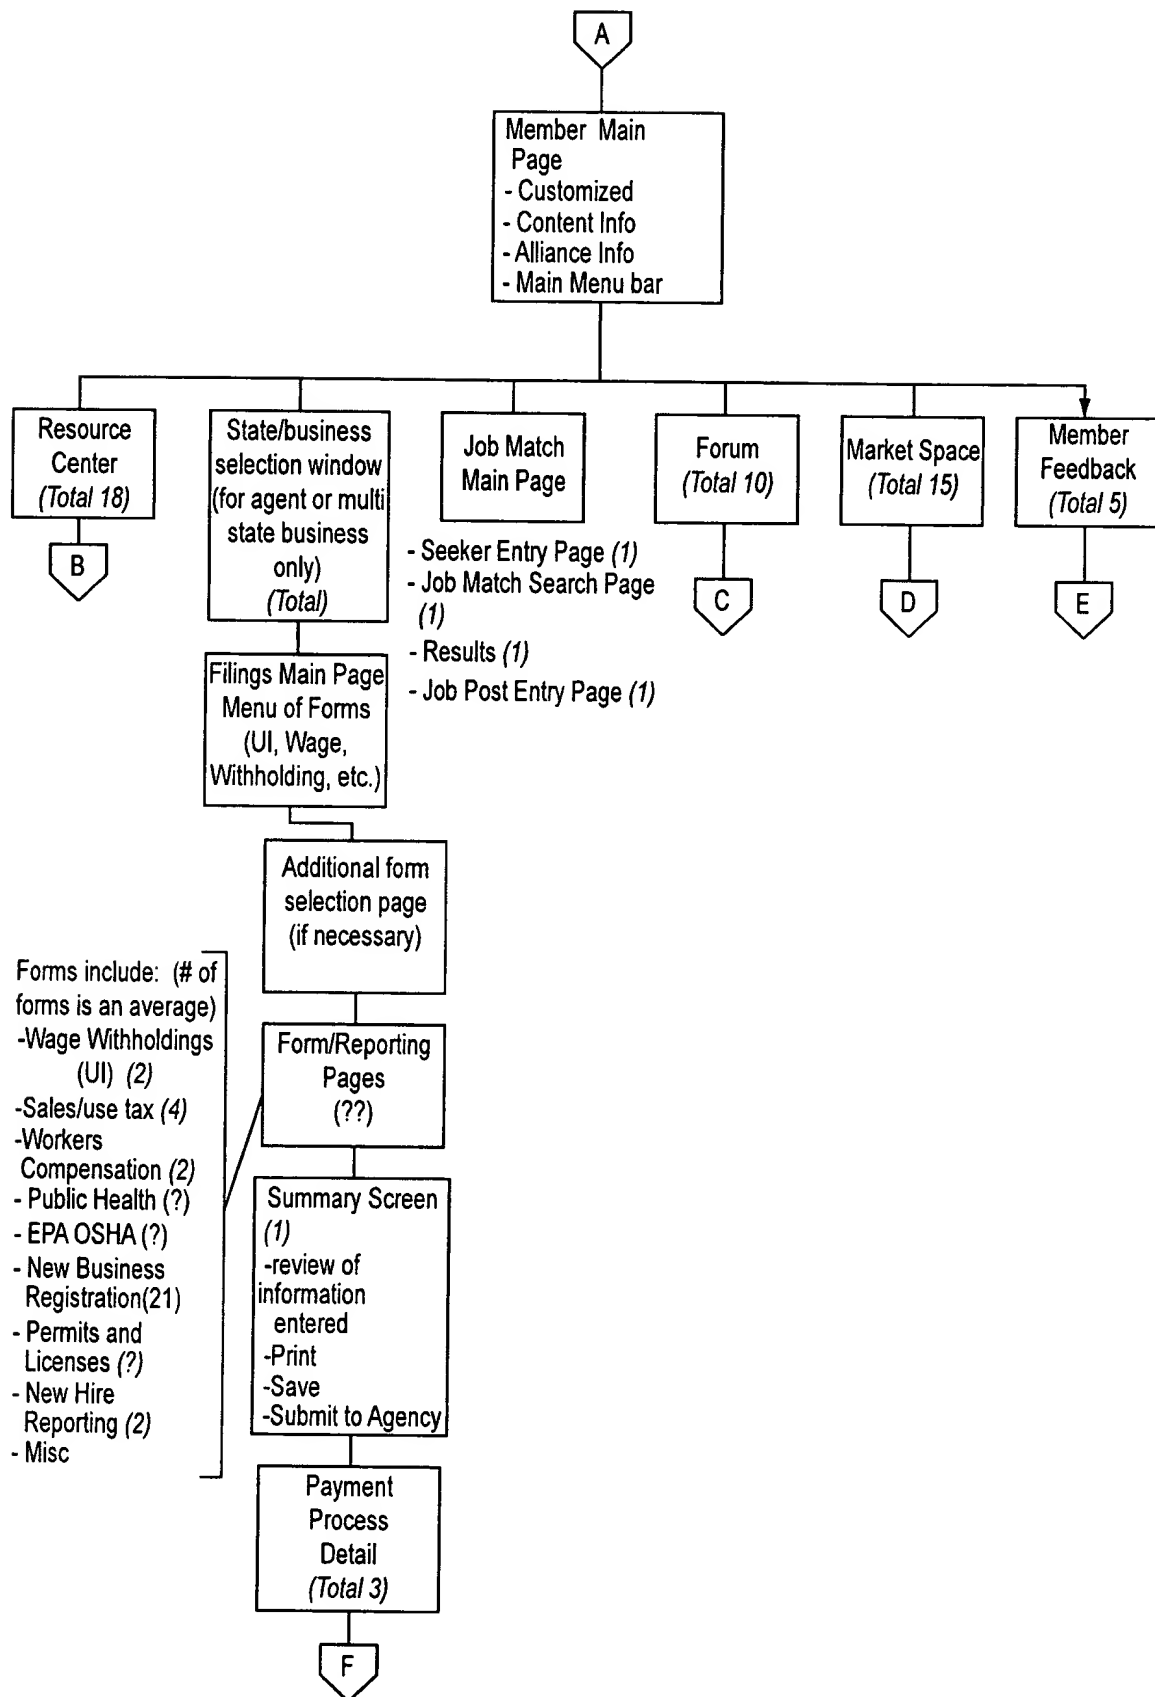 A
Member Main
Page
- Customized
- Content Info
- Alliance Info
- Main Menu bar
Resource
Center
(Total 18)
B
State/business
selection window
(for agent or multi
state business
only)
(Total)
Job Match
Main Page
- Seeker Entry Page (1)
- Job Match Search Page
(1)
- Results (1)
- Job Post Entry Page (1)
Forum
(Total 10)
C
Market Space
(Total 15)
D
Member
Feedback
(Total 5)
E
Filings Main Page
Menu of Forms
(UI, Wage,
Withholding, etc.)
Additional form
selection page
(if necessary)
Forms include: (# of
forms is an average)
-Wage Withholdings
(UI) (2)
-Sales/use tax (4)
-Workers
Compensation (2)
- Public Health (?)
- EPA OSHA (?)
- New Business
Registration(21)
- Permits and
Licenses (?)
- New Hire
Reporting (2)
- Misc
Form/Reporting
Pages
(??)
Summary Screen
(1)
-review of
information
entered
-Print
-Save
-Submit to Agency
Payment
Process
Detail
(Total 3)
F